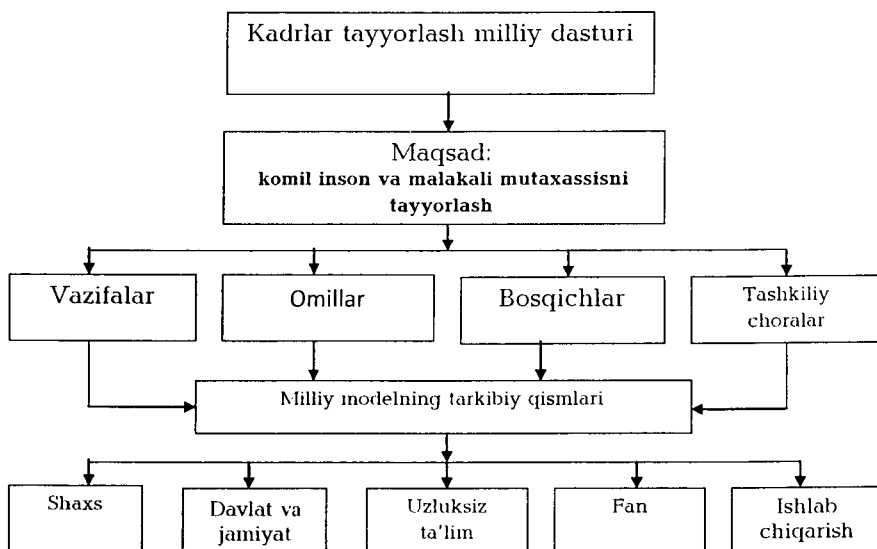 Kadrlar tayyorlash milliy dasturi
Maqsad:
komil inson va malakali mutaxassisni
tayyorlash
Vazifalar
Omillar
Bosqichlar
Tashkiliy
choralar
Milliy modelning tarkibiy qismlari
Shaxs
Davlat va
jamiyat
Uzluksiz
ta'lim
Fan
Ishlab
chiqarish